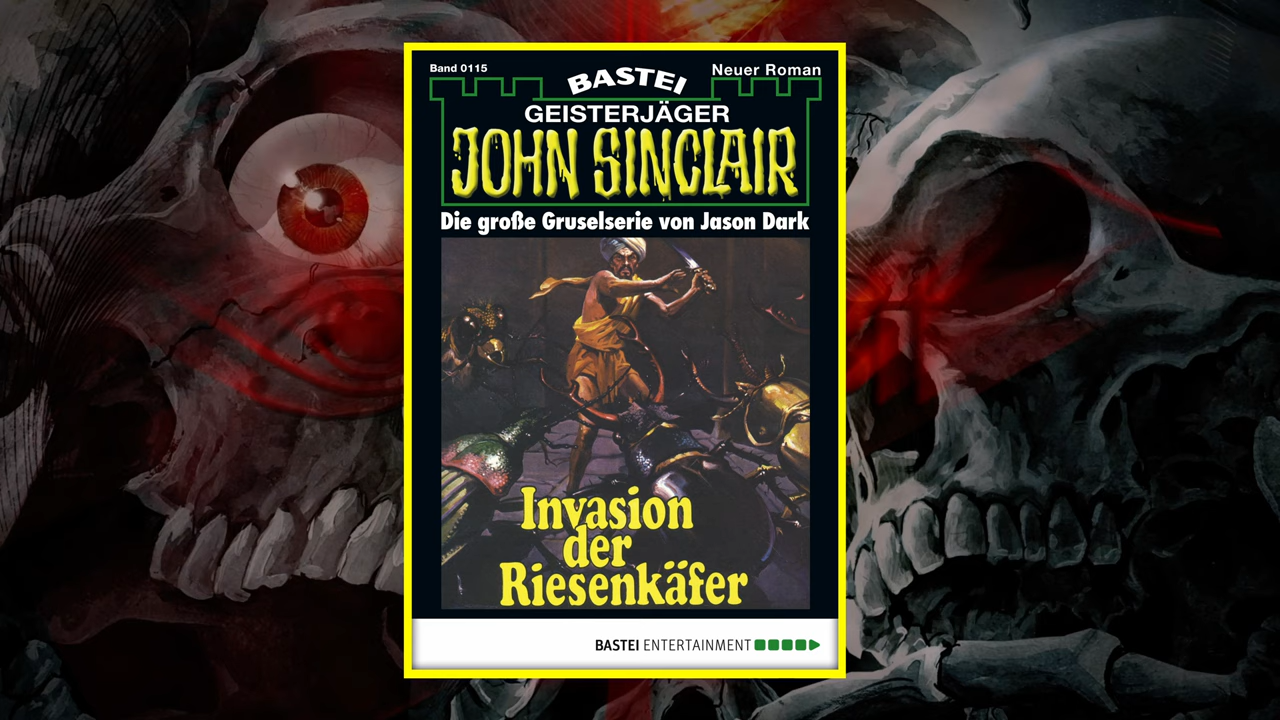 Band 0115
BASTEI
Neuer Roman
GEISTERJÄGER
JOHN SINCLAIR
Die große Gruselserie von Jason Dark
Invasion
der
Riesenkäfer
BASTEI ENTERTAINMENT